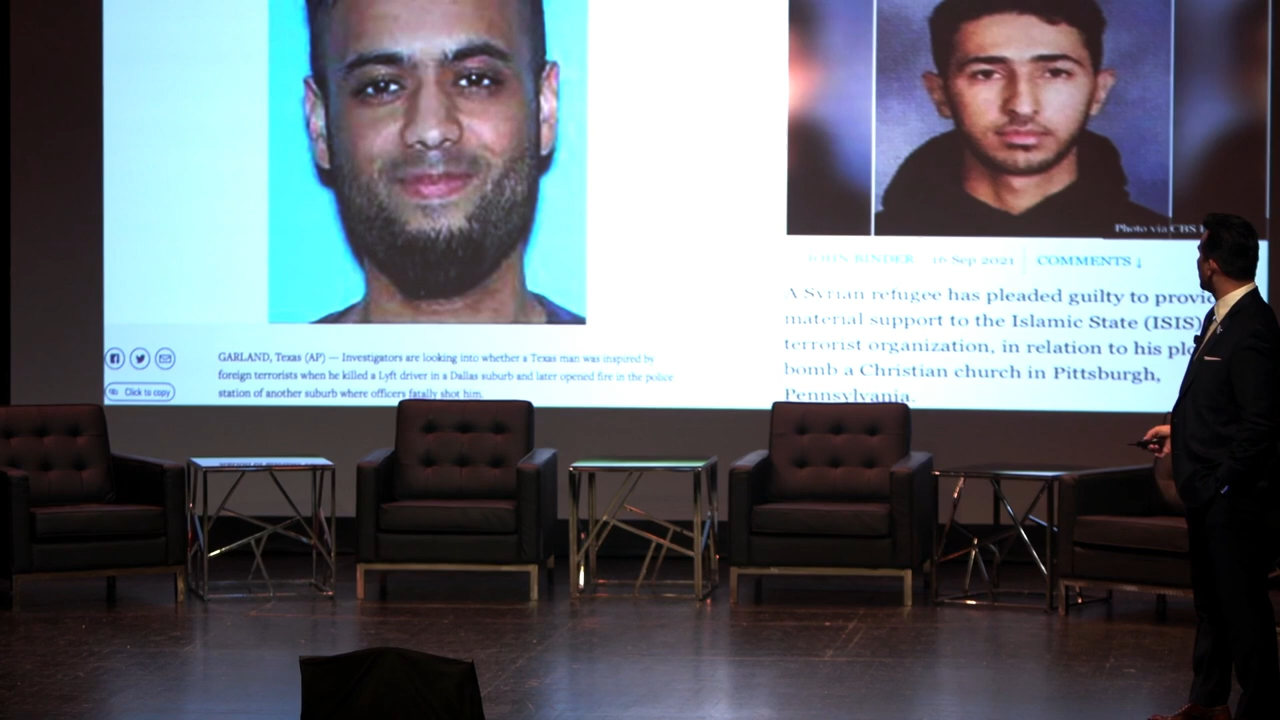 Click to copy
GARLAND, Texas (AP) — Investigators are looking into whether a Texas man was inspired by
foreign terrorists when he killed a Lyft driver in a Dallas suburb and later opened fire in the police
station of another suburb where officers fatally shot him.
Photo via CBS
JOHN BINDER 16 Sep 2021 COMMENTS ↓
A Syrian refugee has pleaded guilty to
material support to the Islamic State (ISIS)
terrorist organization, in relation to his
bomb a Christian church in Pittsburgh,
Pennsylvania.